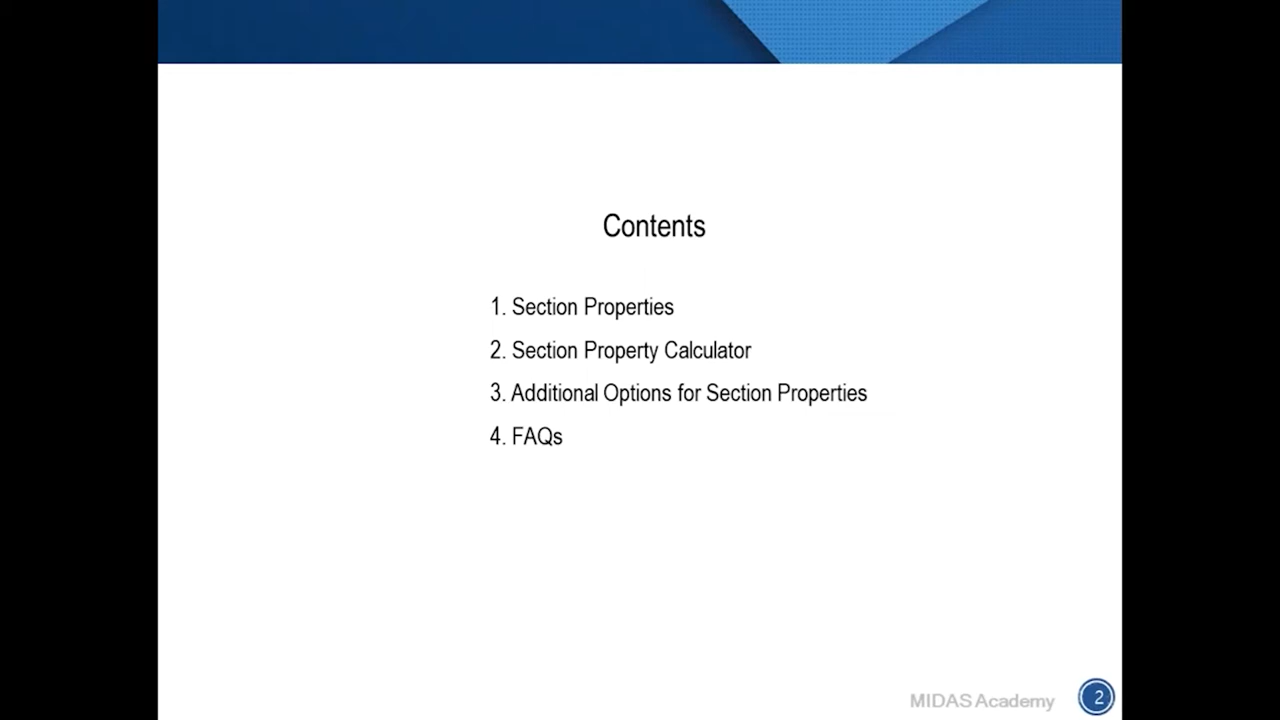 Contents
1. Section Properties
2. Section Property Calculator
3. Additional Options for Section Properties
4. FAQs
MIDAS Academy
2